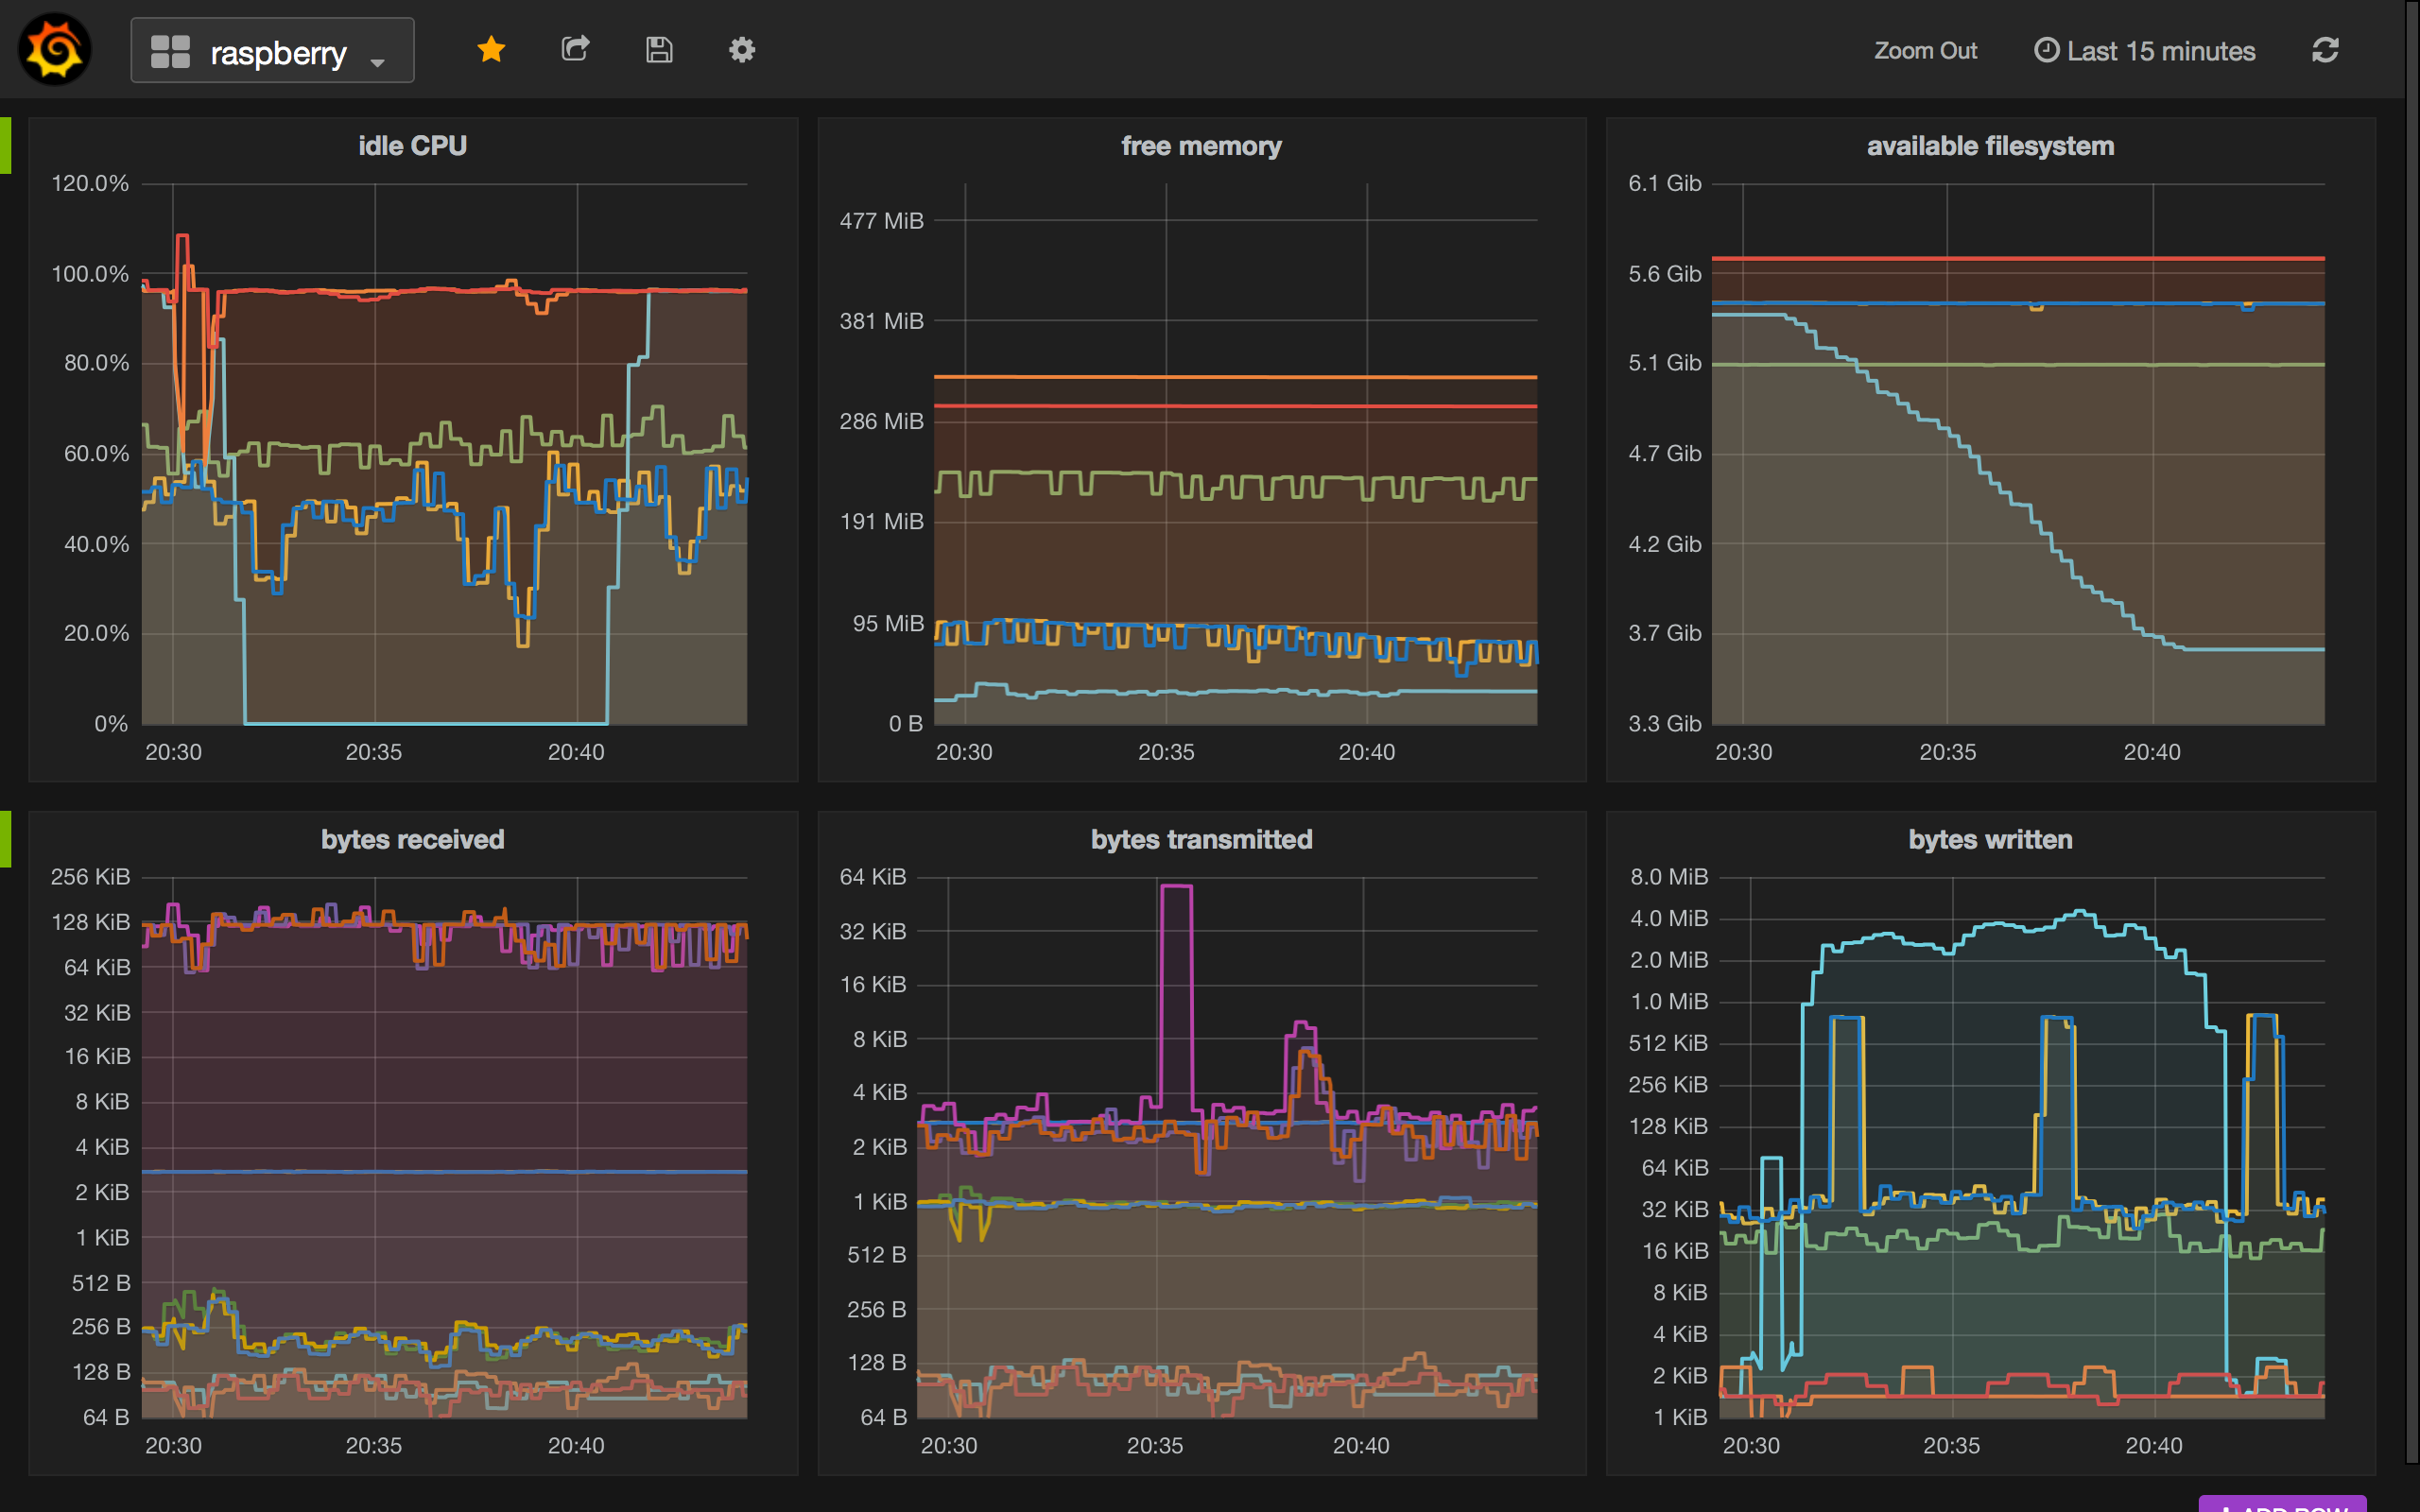 raspberry
Zoom Out
Last 15 minutes
idle CPU
120.0%
100.0%
80.0%
60.0%
40.0%
20.0%
0%
20:30 20:35 20:40
free memory
477 MiB
381 MiB
286 MiB
191 MiB
95 MiB
0 B
20:30 20:35 20:40
available filesystem
6.1 Gib
5.6 Gib
5.1 Gib
4.7 Gib
4.2 Gib
3.7 Gib
3.3 Gib
20:30 20:35 20:40
bytes received
256 KiB
128 KiB
64 KiB
32 KiB
16 KiB
8 KiB
4 KiB
2 KiB
1 KiB
512 B
256 B
128 B
64 B
20:30 20:35 20:40
bytes transmitted
64 KiB
32 KiB
16 KiB
8 KiB
4 KiB
2 KiB
1 KiB
512 B
256 B
128 B
64 B
20:30 20:35 20:40
bytes written
8.0 MiB
4.0 MiB
2.0 MiB
1.0 MiB
512 KiB
256 KiB
128 KiB
64 KiB
32 KiB
16 KiB
8 KiB
4 KiB
2 KiB
1 KiB
20:30 20:35 20:40
ADD ROW